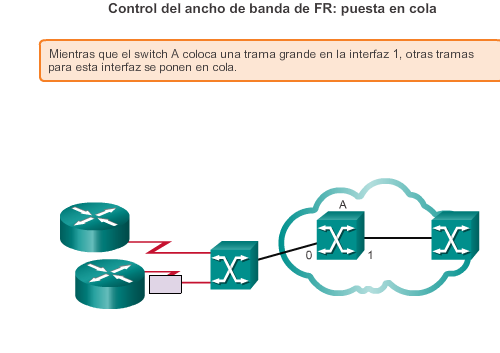 Control del ancho de banda de FR: puesta en cola
Mientras que el switch A coloca una trama grande en la interfaz 1, otras tramas
para esta interfaz se ponen en cola.
A
0
1